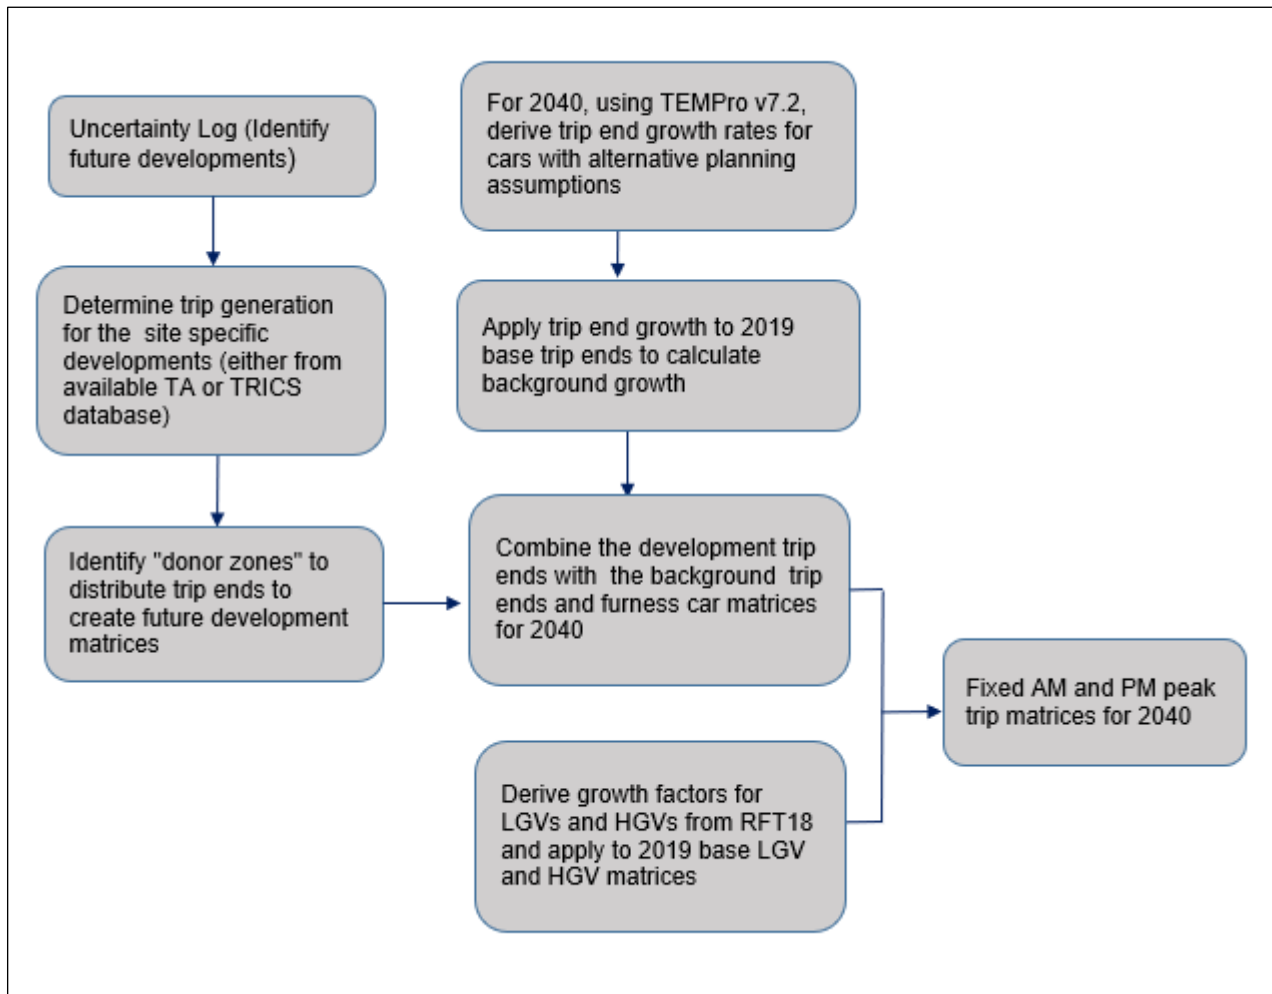 Uncertainty Log (Identify
future developments)
For 2040, using TEMPro v7.2,
derive trip end growth rates for
cars with alternative planning
assumptions
Determine trip generation
for the site specific
developments (either from
available TA or TRICS
database)
Apply trip end growth to 2019
base trip ends to calculate
background growth
Identify "donor zones" to
distribute trip ends to
create future development
matrices
Combine the development trip
ends with the background trip
ends and furness car matrices
for 2040
Derive growth factors for
LGVs and HGVs from RFT18
and apply to 2019 base LGV
and HGV matrices
Fixed AM and PM peak
trip matrices for 2040